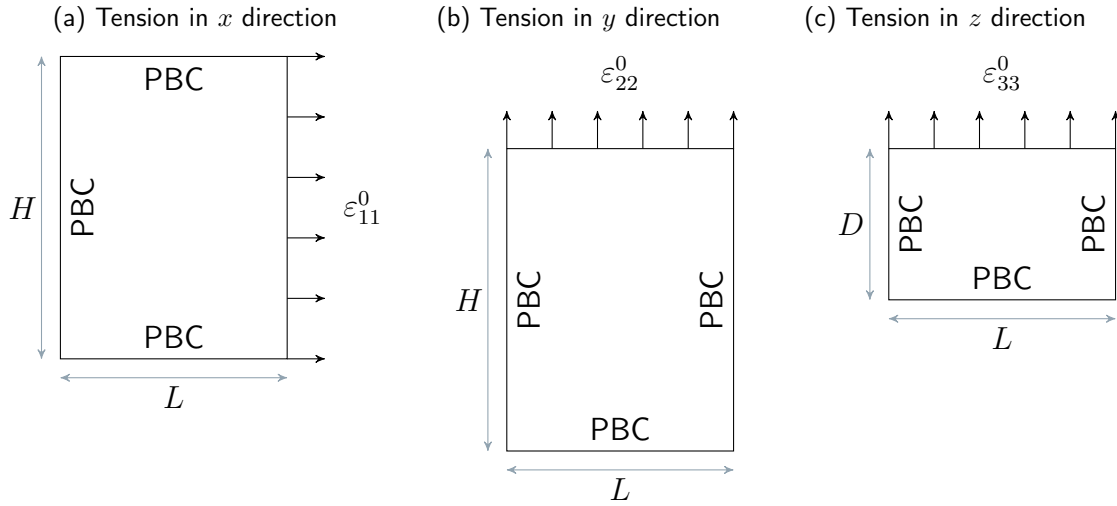 (a) Tension in x direction
PBC
PBC
H
PBC
L
ε⁰₁₁
(b) Tension in y direction
ε⁰₂₂
H
PBC
PBC
PBC
L
(c) Tension in z direction
ε⁰₃₃
D
PBC
PBC
PBC
L